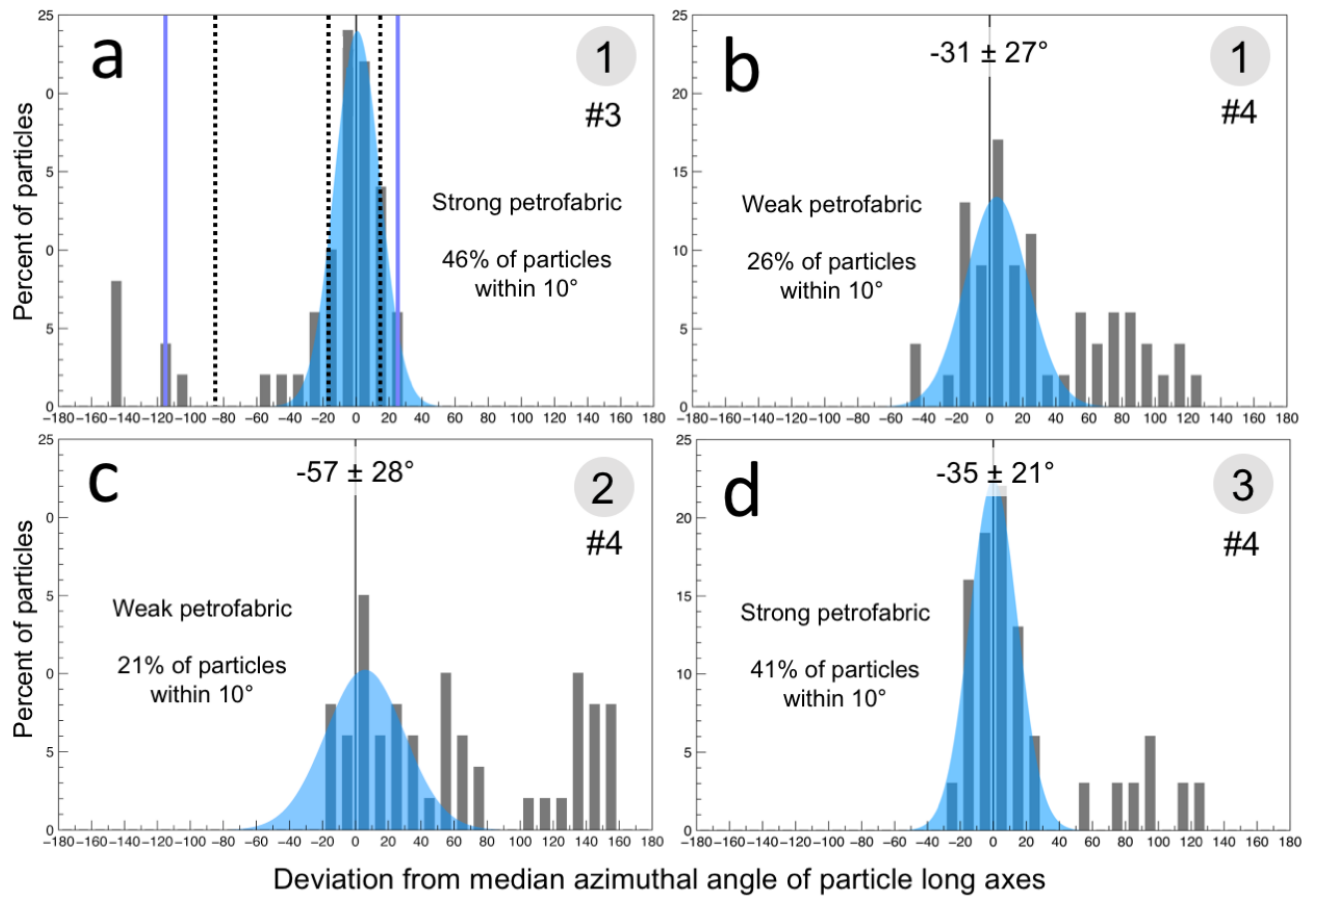 a
1
#3
25
0
5
0
5
0
Percent of particles
Strong petrofabric
46% of particles
within 10°
−180 −160 −140 −120 −100 −80 −60 −40 −20 0 20 40 60 80 100 120 140 160 180
b
-31 ± 27°
1
#4
25
20
15
10
5
0
Weak petrofabric
26% of particles
within 10°
−180 −160 −140 −120 −100 −80 −60 −40 −20 0 20 40 60 80 100 120 140 160 180
c
-57 ± 28°
2
#4
25
0
5
0
5
0
Percent of particles
Weak petrofabric
21% of particles
within 10°
−180 −160 −140 −120 −100 −80 −60 −40 −20 0 20 40 60 80 100 120 140 160 180
d
-35 ± 21°
3
#4
25
20
15
10
5
0
Strong petrofabric
41% of particles
within 10°
−180 −160 −140 −120 −100 −80 −60 −40 −20 0 20 40 60 80 100 120 140 160 180
Deviation from median azimuthal angle of particle long axes